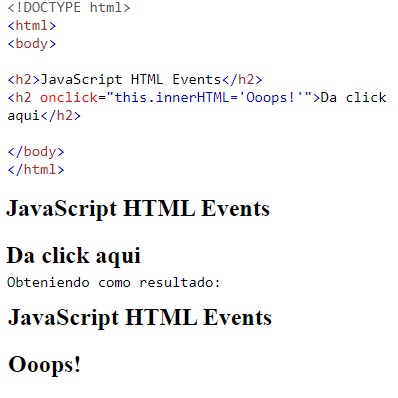 <!DOCTYPE html>
<html>
<body>
<h2>JavaScript HTML Events</h2>
<h2 onclick="this.innerHTML='Ooops!'">Da click
aqui</h2>
</body>
</html>
JavaScript HTML Events
Da click aqui
Obteniendo como resultado:
JavaScript HTML Events
Ooops!